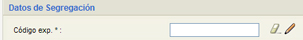 Datos de Segregación
Código exp. * :